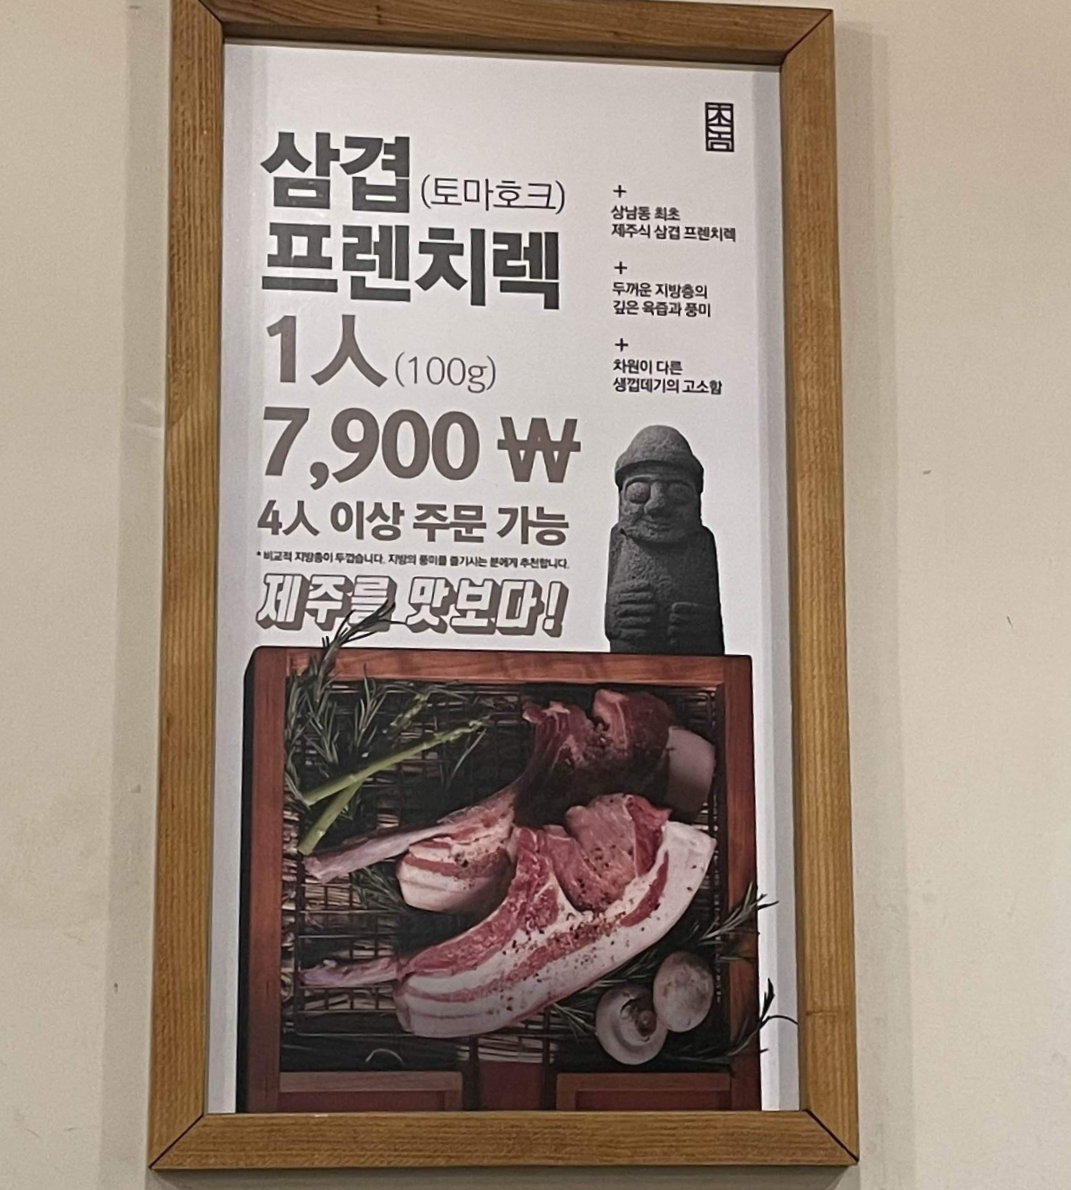 삼겹 (토마호크)
프렌치렉
1人 (100g)
7,900 ₩
4人 이상 주문 가능
* 비교적 지방층이 두껍습니다. 지방의 풍미를 즐기시는 분에게 추천합니다.
제주를 맛보다!
+
상남동 최초
제주식 삼겹 프렌치렉
+
두꺼운 지방층의
깊은 육즙과 풍미
+
차원이 다른
생껍데기의 고소함